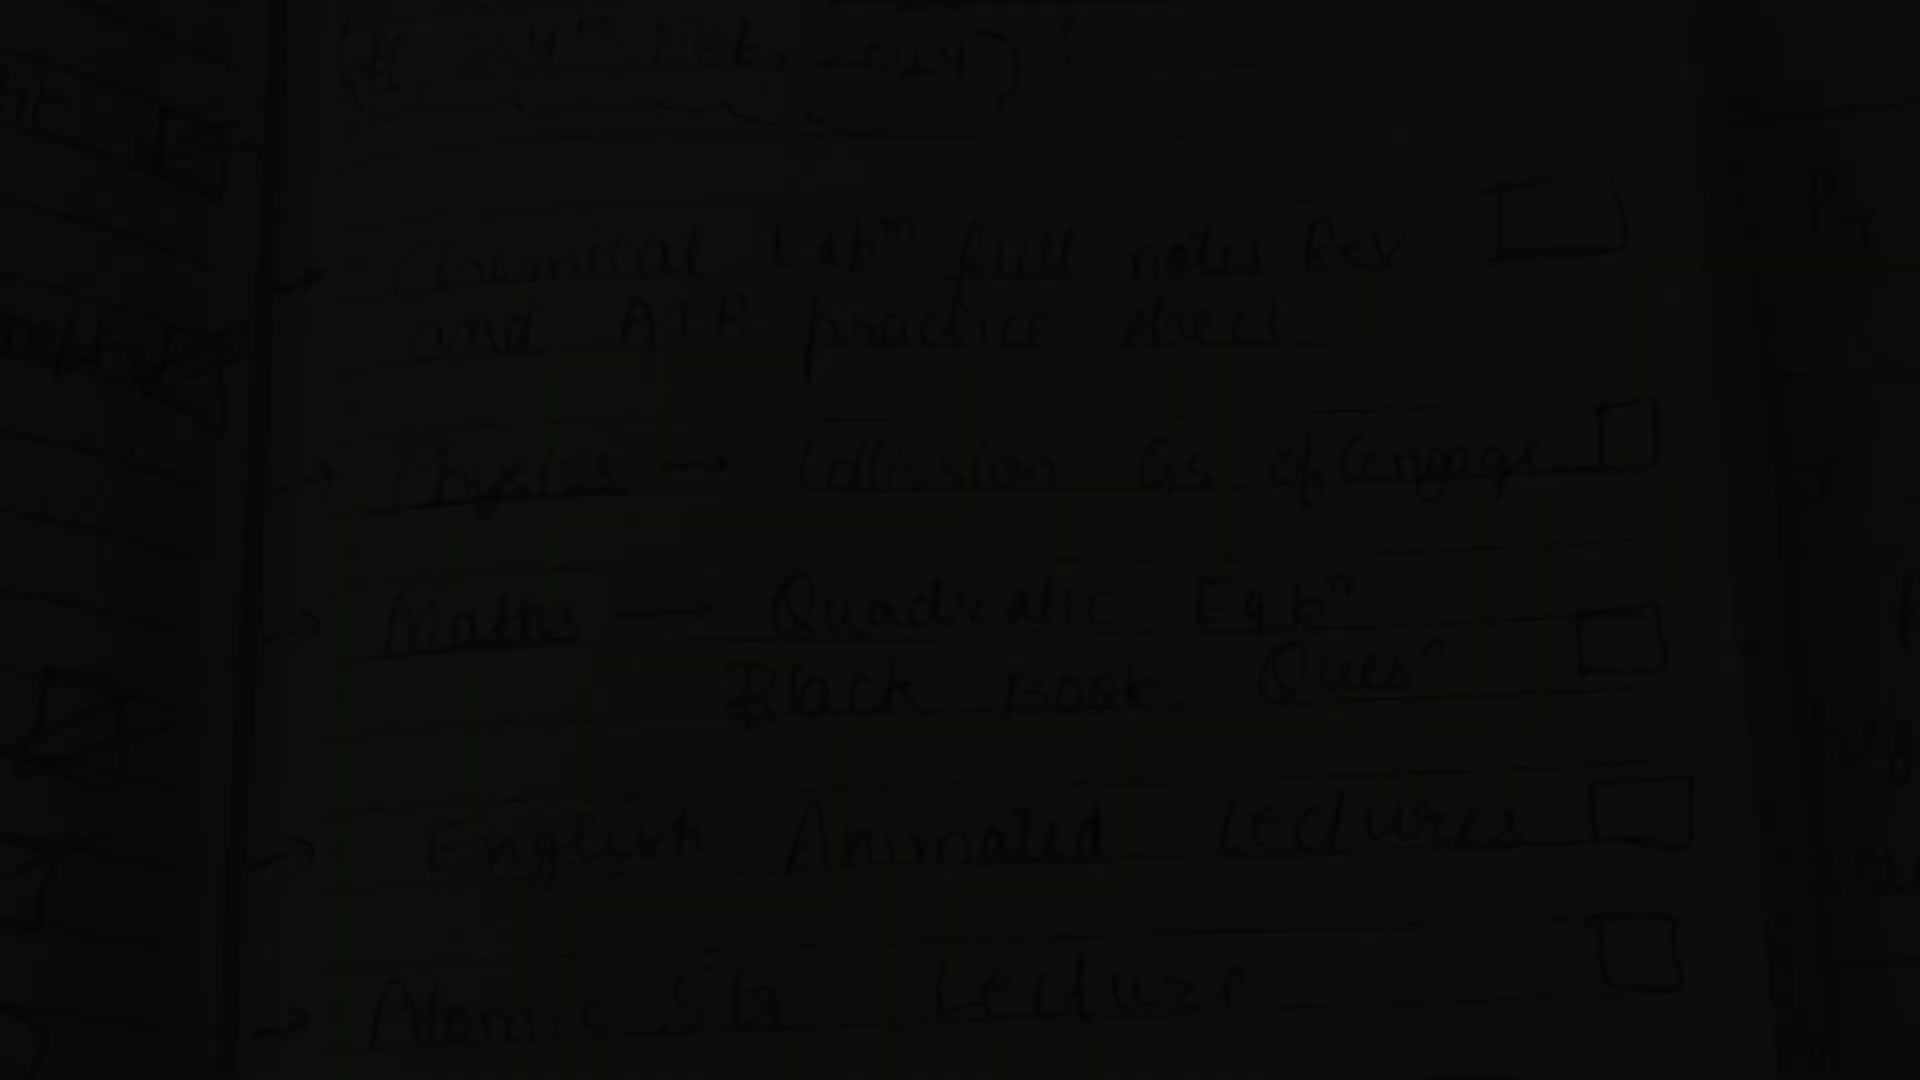 # 24th Feb, 2024 :
→ Chemical Eqbn full notes Rev
and AIR practice sheet
→ Physics → Collission Qs of Cengage
→ Maths → Quadratic Eqbn
Black Book Quesn
→ English Animated Lectures
→ Atomic Str Lecture